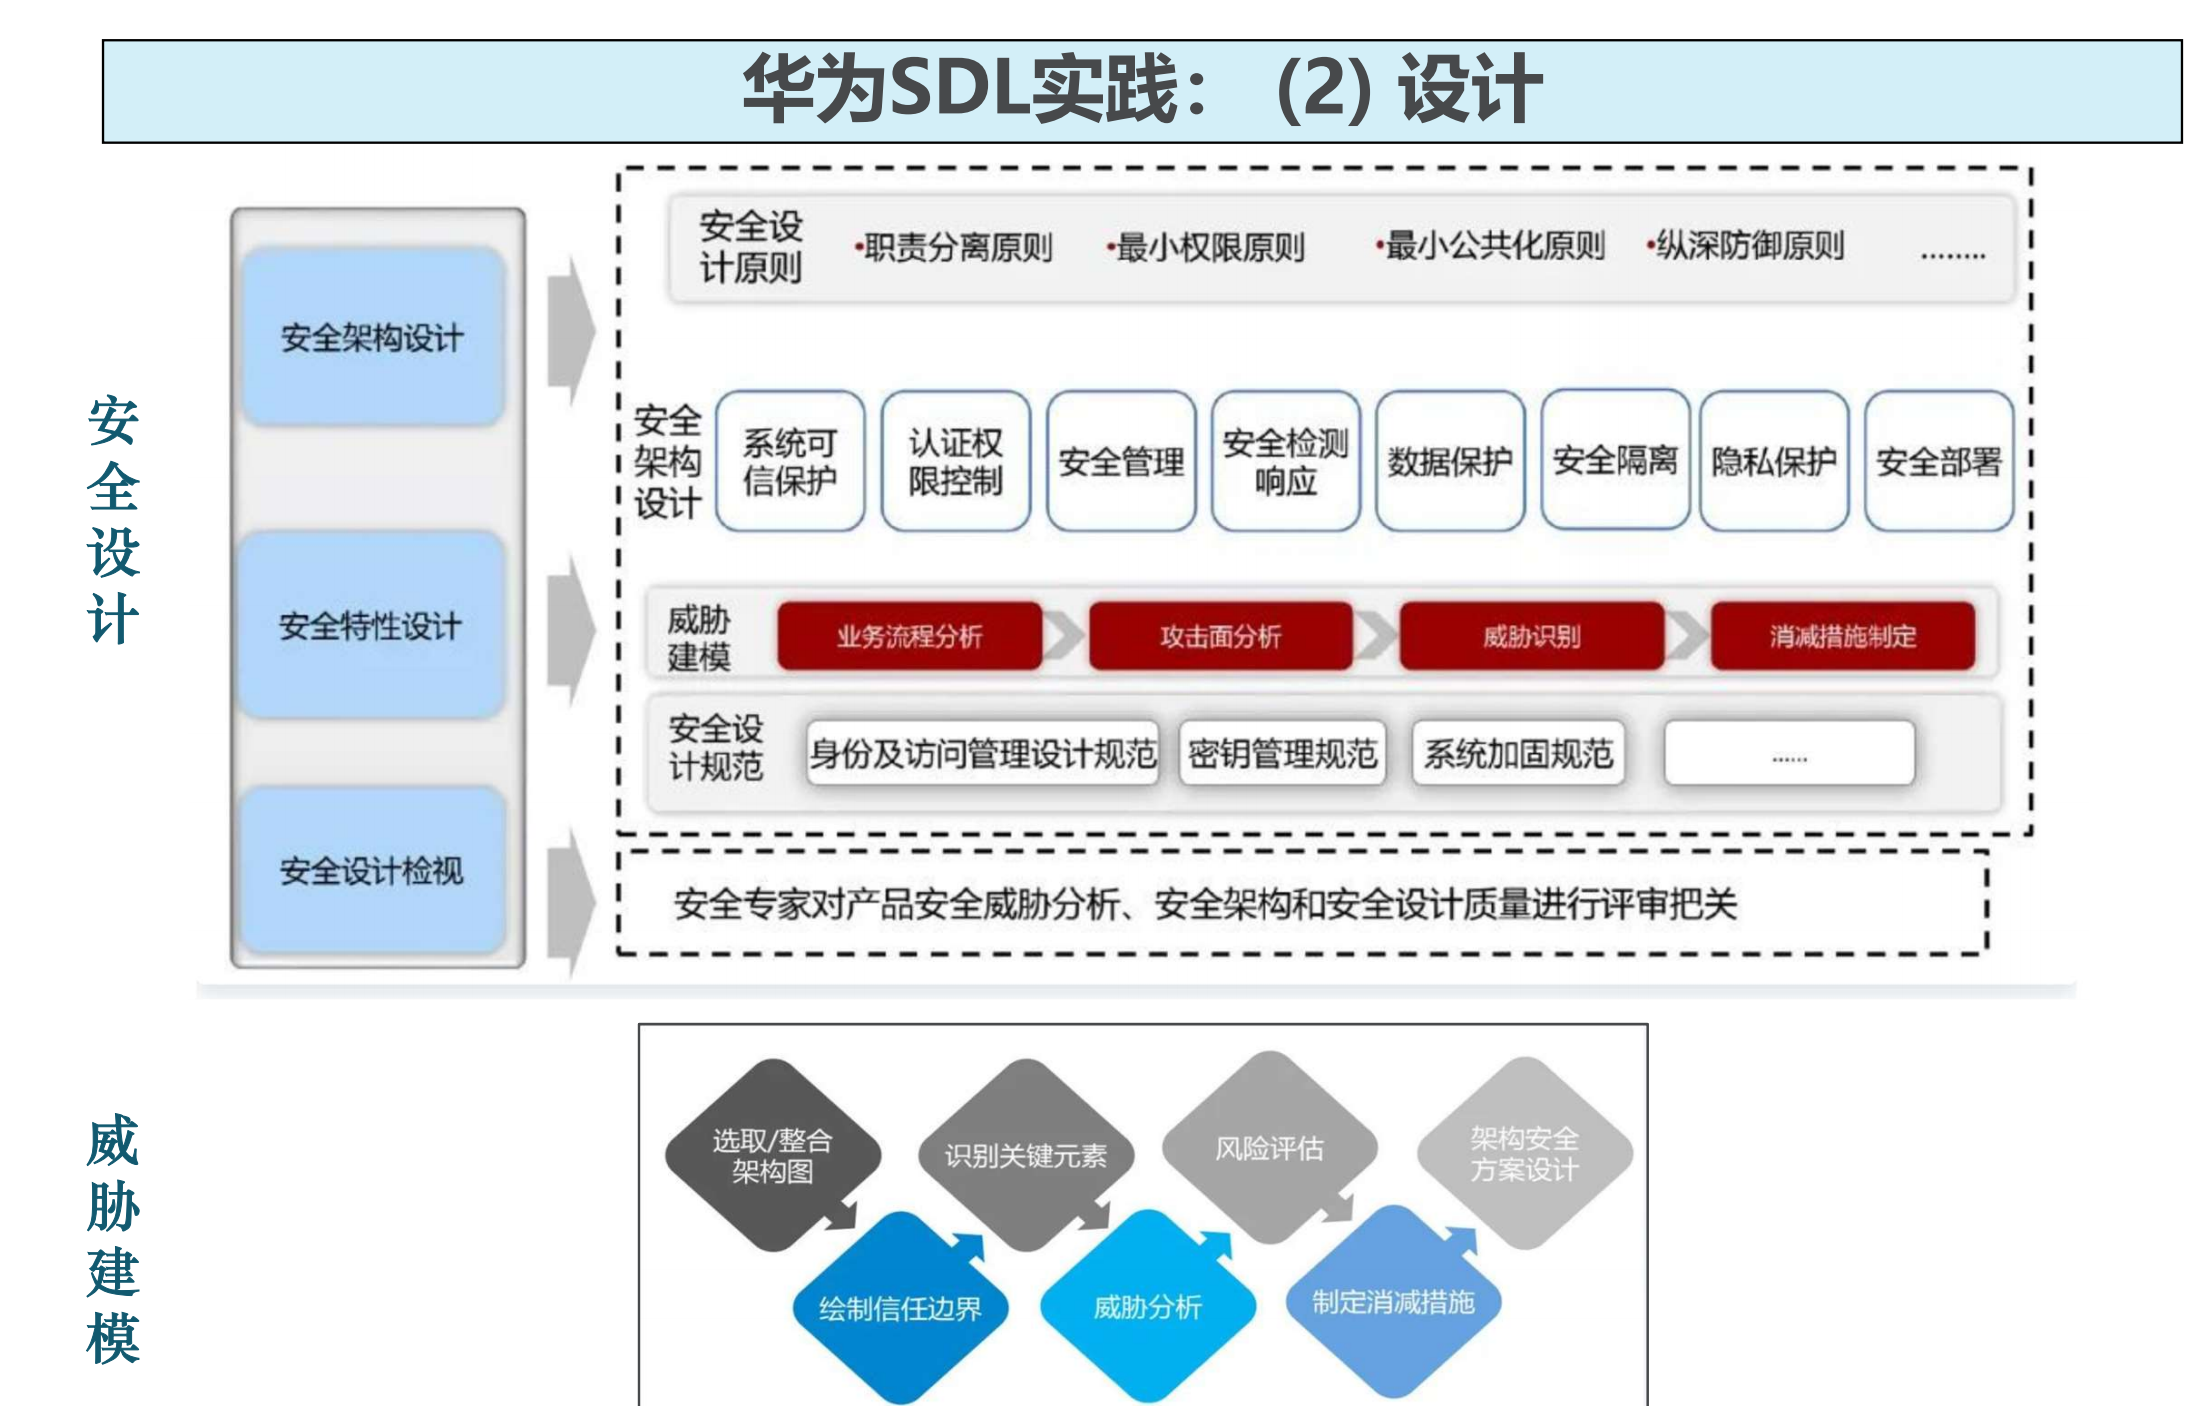 华为SDL实践： (2) 设计
安全设计
安全架构设计
安全特性设计
安全设计检视
安全设
计原则
•职责分离原则
•最小权限原则
•最小公共化原则
•纵深防御原则
........
安全
架构
设计
系统可
信保护
认证权
限控制
安全管理
安全检测
响应
数据保护
安全隔离
隐私保护
安全部署
威胁
建模
业务流程分析
攻击面分析
威胁识别
消减措施制定
安全设
计规范
身份及访问管理设计规范
密钥管理规范
系统加固规范
......
安全专家对产品安全威胁分析、安全架构和安全设计质量进行评审把关
威胁建模
选取/整合
架构图
绘制信任边界
识别关键元素
威胁分析
风险评估
制定消减措施
架构安全
方案设计